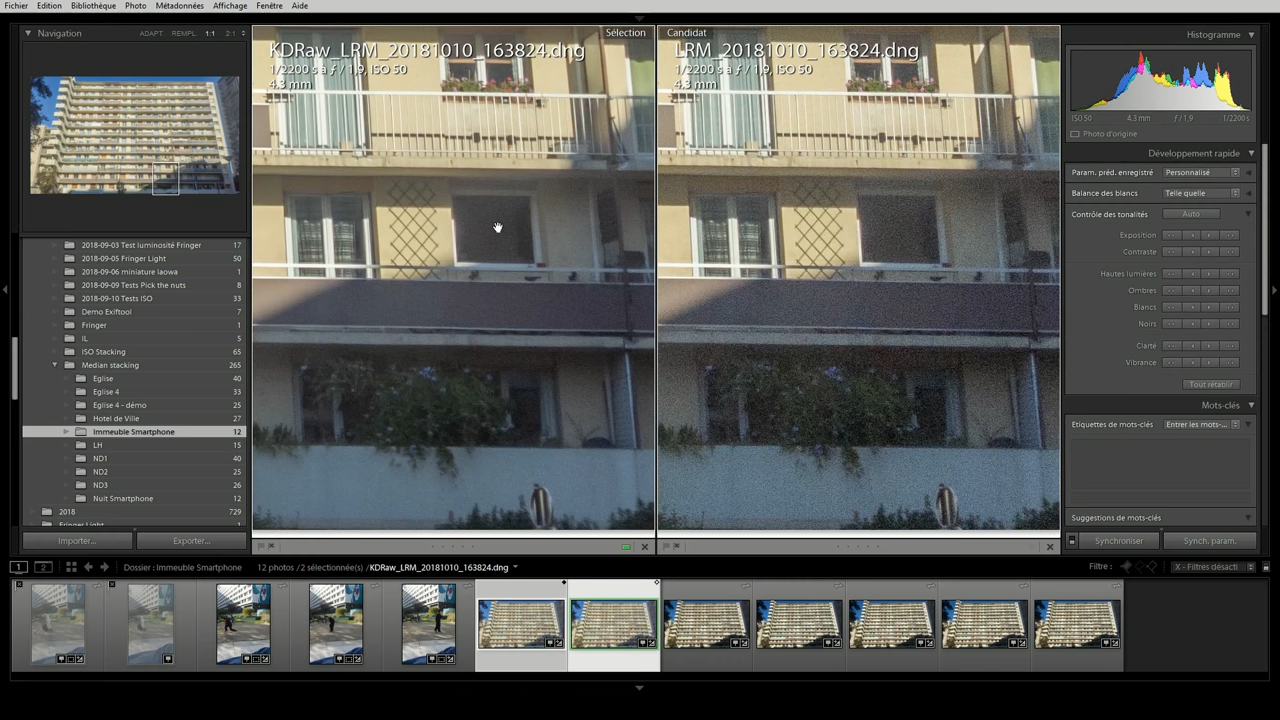 Fichier Edition Bibliothèque Photo Métadonnées Affichage Fenêtre Aide
Navigation ADAPT. REMPL. 1:1 2:1
2018-09-03 Test luminosité Fringer 17
2018-09-05 Fringer Light 50
2018-09-06 miniature laowa 1
2018-09-09 Tests Pick the nuts 8
2018-09-10 Tests ISO 33
Demo Exiftool 7
Fringer 1
IL 5
ISO Stacking 65
Median stacking 265
Eglise 40
Eglise 4 33
Eglise 4 - démo 25
Hotel de Ville 27
Immeuble Smartphone 12
LH 15
ND1 40
ND2 25
ND3 26
Nuit Smartphone 12
2018 729
Fringer Light 1
Importer... Exporter...
Sélection
KDRaw_LRM_20181010_163824.dng
1/2200 s à ƒ / 1,9, ISO 50
4.3 mm
Candidat
LRM_20181010_163824.dng
1/2200 s à ƒ / 1,9, ISO 50
4.3 mm
Histogramme
ISO 50 4.3 mm ƒ / 1,9 1/2200 s
Photo d'origine
Développement rapide
Param. préd. enregistré Personnalisé
Balance des blancs Telle quelle
Contrôle des tonalités Auto
Exposition
Contraste
Hautes lumières
Ombres
Blancs
Noirs
Clarté
Vibrance
Tout rétablir
Mots-clés
Etiquettes de mots-clés Entrer les mots-...
Suggestions de mots-clés
Synchroniser Synch. param.
1 2 Dossier : Immeuble Smartphone 12 photos /2 sélectionnée(s) /KDRaw_LRM_20181010_163824.dng Filtre : X - Filtres désacti